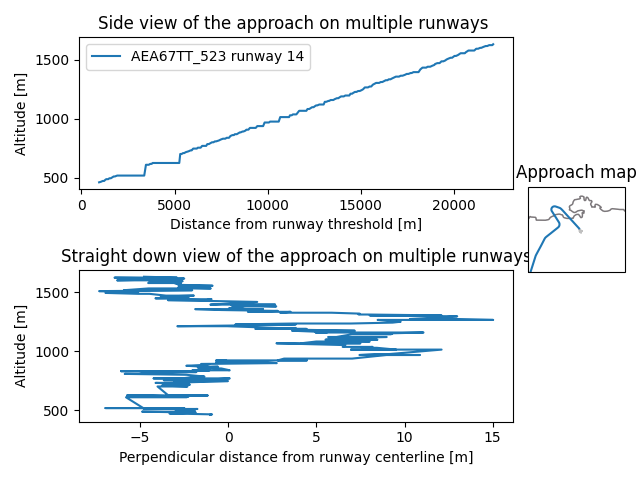 Side view of the approach on multiple runways
AEA67TT_523 runway 14
Altitude [m]
1500
1000
500
0
5000
10000
15000
20000
Distance from runway threshold [m]
Approach map
Straight down view of the approach on multiple runways
Altitude [m]
1500
1000
500
−5
0
5
10
15
Perpendicular distance from runway centerline [m]